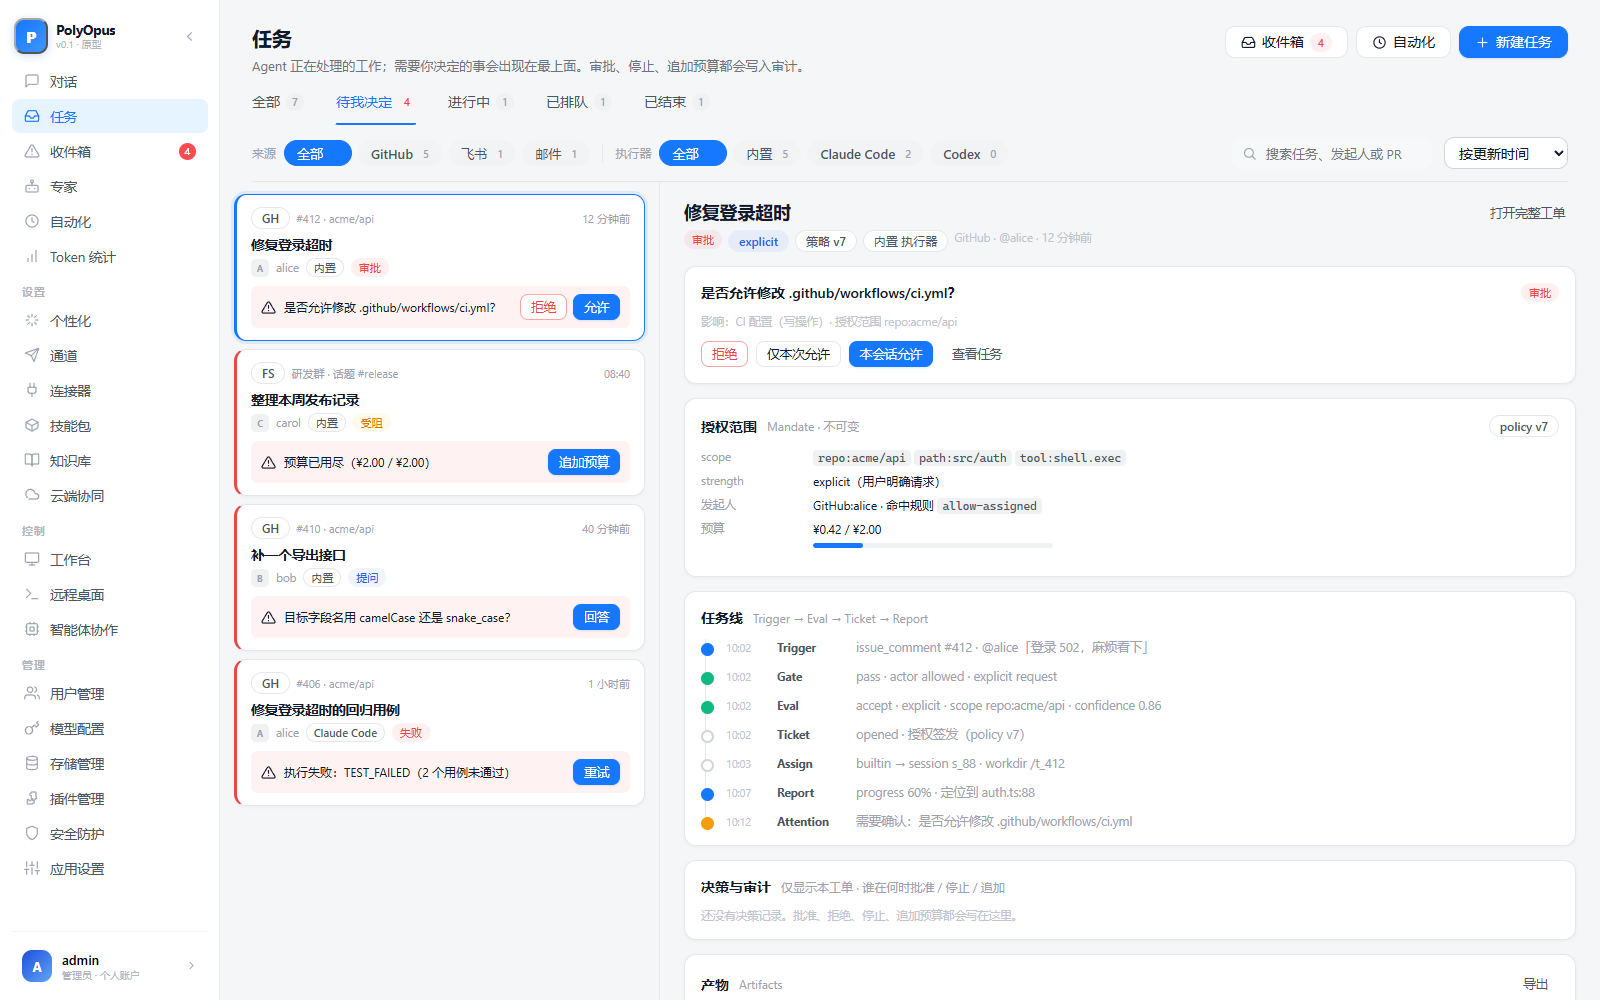 P PolyOpus
v0.1 · 原型
对话
任务
收件箱 4
专家
自动化
Token 统计
设置
个性化
通道
连接器
技能包
知识库
云端协同
控制
工作台
远程桌面
智能体协作
管理
用户管理
模型配置
存储管理
插件管理
安全防护
应用设置
A admin
管理员 · 个人账户
任务
Agent 正在处理的工作；需要你决定的事会出现在最上面。审批、停止、追加预算都会写入审计。
收件箱 4 自动化 新建任务
全部 7 待我决定 4 进行中 1 已排队 1 已结束 1
来源 全部 GitHub 5 飞书 1 邮件 1 执行器 全部 内置 5 Claude Code 2 Codex 0 搜索任务、发起人或 PR 按更新时间
GH #412 · acme/api 12 分钟前
修复登录超时
A alice 内置 审批
是否允许修改 .github/workflows/ci.yml? 拒绝 允许
FS 研发群 · 话题 #release 08:40
整理本周发布记录
C carol 内置 受阻
预算已用尽（¥2.00 / ¥2.00） 追加预算
GH #410 · acme/api 40 分钟前
补一个导出接口
B bob 内置 提问
目标字段名用 camelCase 还是 snake_case? 回答
GH #406 · acme/api 1 小时前
修复登录超时的回归用例
A alice Claude Code 失败
执行失败：TEST_FAILED（2 个用例未通过） 重试
修复登录超时 打开完整工单
审批 explicit 策略 v7 内置 执行器 GitHub · @alice · 12 分钟前
是否允许修改 .github/workflows/ci.yml? 审批
影响：CI 配置（写操作） · 授权范围 repo:acme/api
拒绝 仅本次允许 本会话允许 查看任务
授权范围 Mandate · 不可变 policy v7
scope repo:acme/api path:src/auth tool:shell.exec
strength explicit（用户明确请求）
发起人 GitHub:alice · 命中规则 allow-assigned
预算 ¥0.42 / ¥2.00
任务线 Trigger → Eval → Ticket → Report
10:02 Trigger issue_comment #412 · @alice「登录 502，麻烦看下」
10:02 Gate pass · actor allowed · explicit request
10:02 Eval accept · explicit · scope repo:acme/api · confidence 0.86
10:02 Ticket opened · 授权签发（policy v7）
10:03 Assign builtin → session s_88 · workdir /t_412
10:07 Report progress 60% · 定位到 auth.ts:88
10:12 Attention 需要确认：是否允许修改 .github/workflows/ci.yml
决策与审计 仅显示本工单 · 谁在何时批准 / 停止 / 追加
还没有决策记录。批准、拒绝、停止、追加预算都会写在这里。
产物 Artifacts 导出